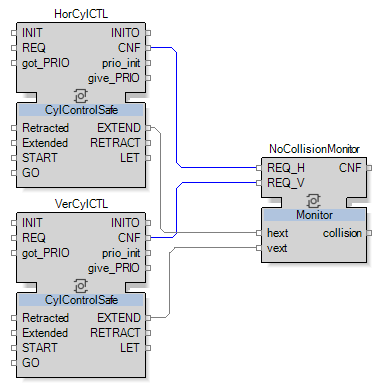 HorCylCTL
INIT INITO
REQ CNF
got_PRIO prio_init
give_PRIO
CylControlSafe
Retracted EXTEND
Extended RETRACT
START LET
GO
VerCylCTL
INIT INITO
REQ CNF
got_PRIO prio_init
give_PRIO
CylControlSafe
Retracted EXTEND
Extended RETRACT
START LET
GO
NoCollisionMonitor
REQ_H CNF
REQ_V
Monitor
hext collision
vext